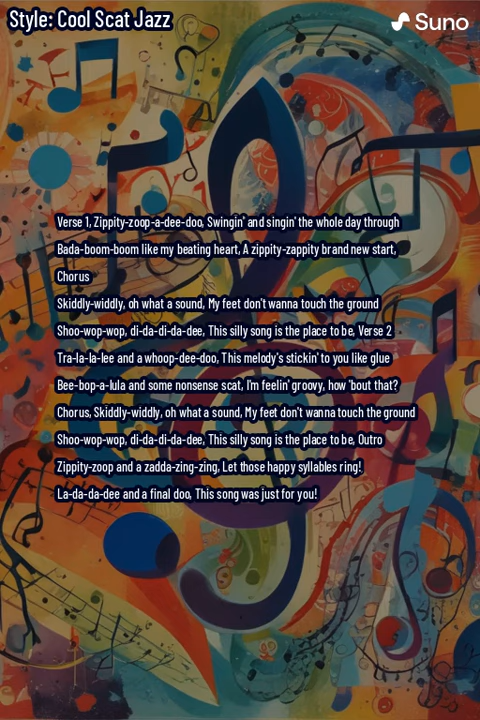 Style: Cool Scat Jazz
Suno
Verse 1, Zippity-zoop-a-dee-doo, Swingin' and singin' the whole day through
Bada-boom-boom like my beating heart, A zippity-zappity brand new start,
Chorus
Skiddly-widdly, oh what a sound, My feet don't wanna touch the ground
Shoo-wop-wop, di-da-di-da-dee, This silly song is the place to be, Verse 2
Tra-la-la-lee and a whoop-dee-doo, This melody's stickin' to you like glue
Bee-bop-a-lula and some nonsense scat, I'm feelin' groovy, how 'bout that?
Chorus, Skiddly-widdly, oh what a sound, My feet don't wanna touch the ground
Shoo-wop-wop, di-da-di-da-dee, This silly song is the place to be, Outro
Zippity-zoop and a zadda-zing-zing, Let those happy syllables ring!
La-da-da-dee and a final doo, This song was just for you!